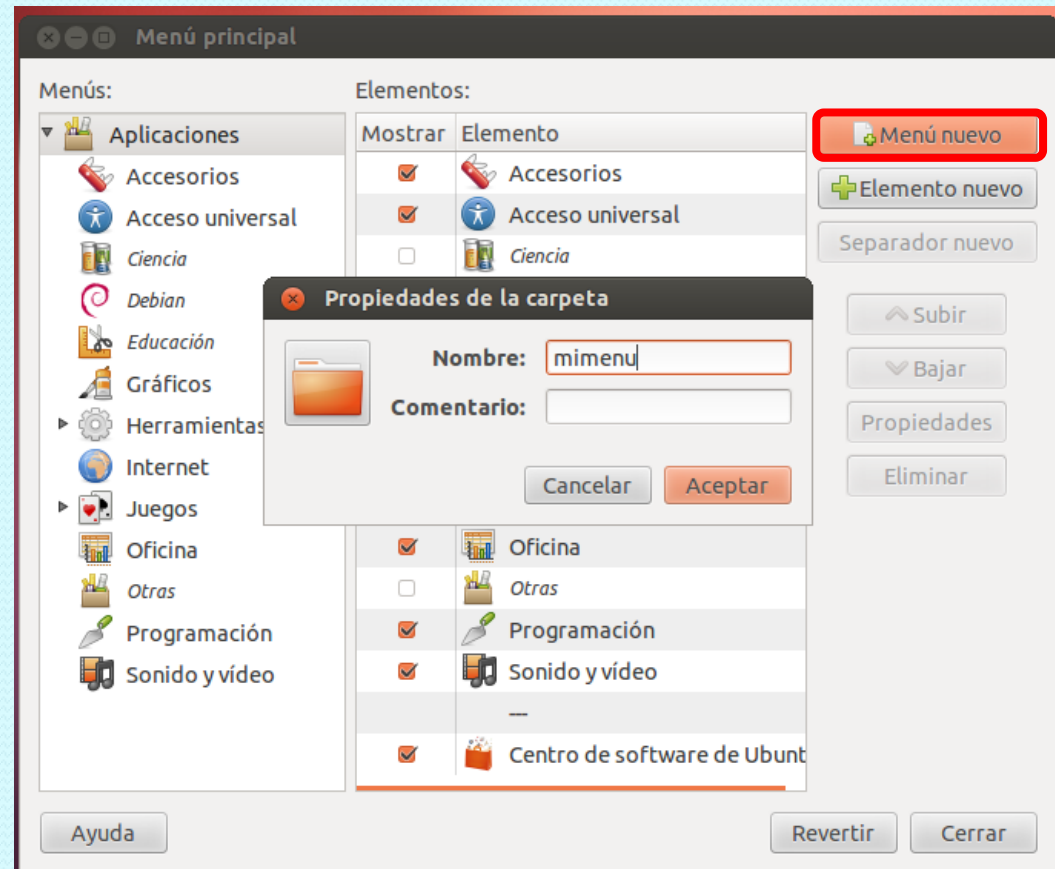 Menú principal
Menús:
Elementos:
Aplicaciones
Accesorios
Acceso universal
Ciencia
Debian
Educación
Gráficos
Herramientas
Internet
Juegos
Oficina
Otras
Programación
Sonido y vídeo
Mostrar Elemento
Accesorios
Acceso universal
Ciencia
Oficina
Otras
Programación
Sonido y vídeo
---
Centro de software de Ubunt
Menú nuevo
Elemento nuevo
Separador nuevo
Subir
Bajar
Propiedades
Eliminar
Propiedades de la carpeta
Nombre: mimenu
Comentario:
Cancelar Aceptar
Ayuda Revertir Cerrar